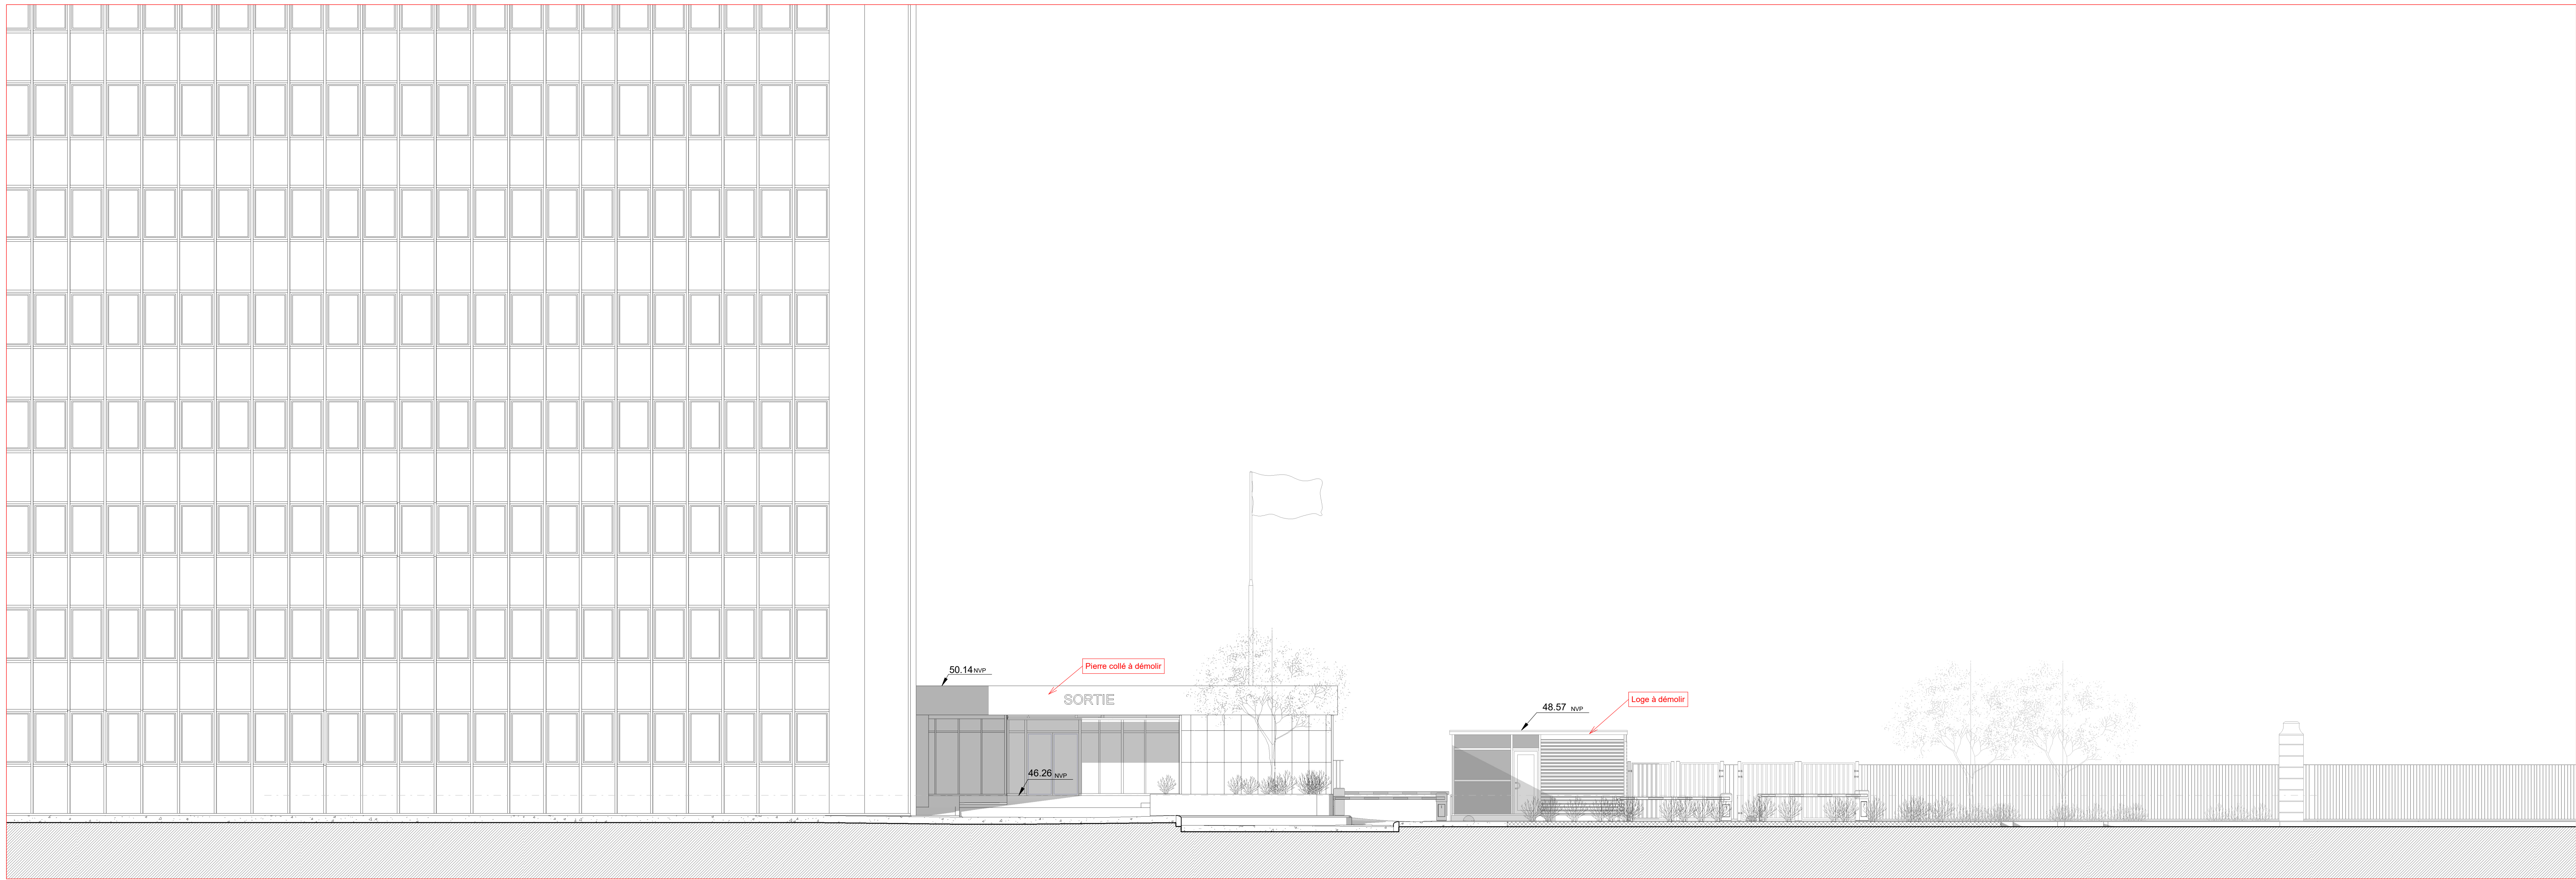 50.14 NVP
Pierre collé à démolir
SORTIE
Loge à démolir
48.57 NVP
46.26 NVP